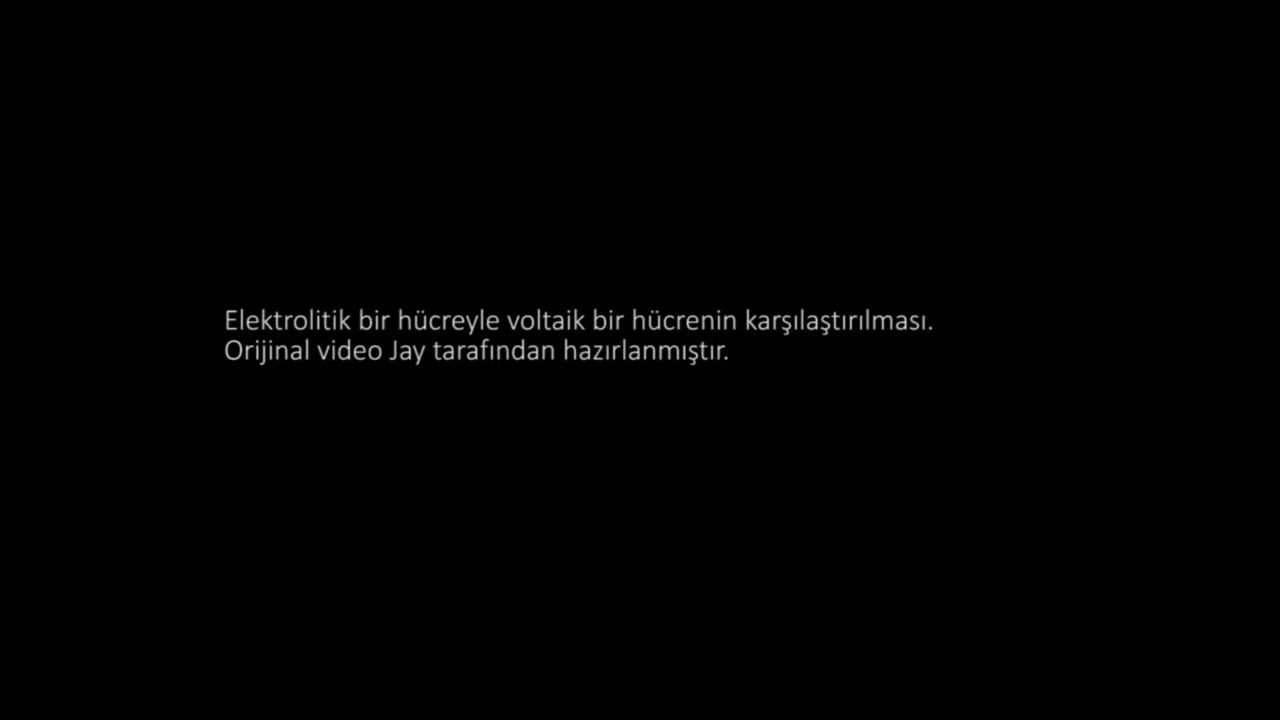 Elektrolitik bir hücreyle voltaik bir hücrenin karşılaştırılması.
Orijinal video Jay tarafından hazırlanmıştır.